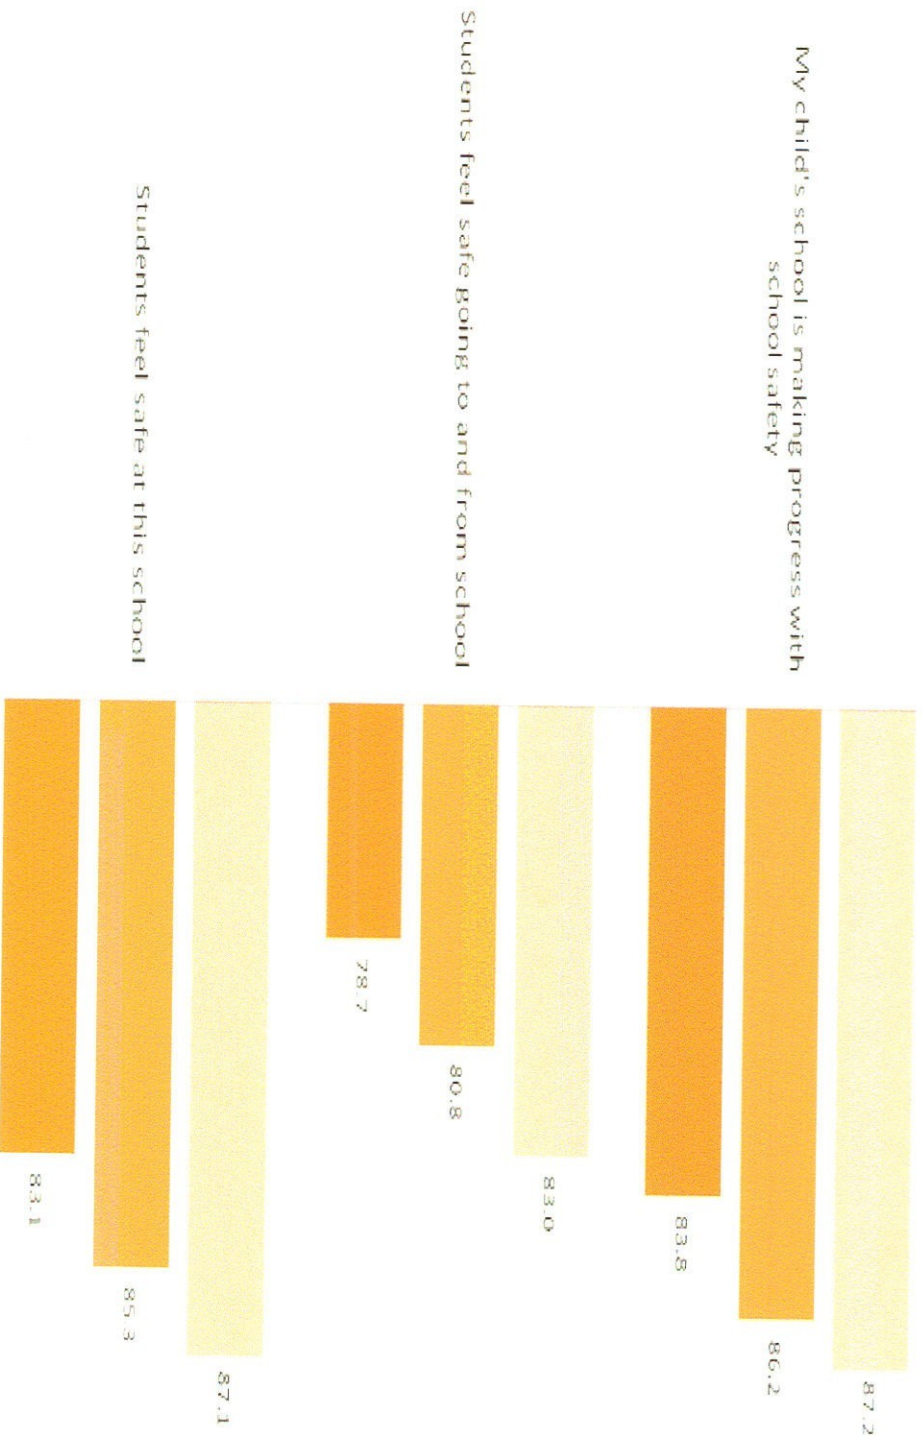 My child's school is making progress with
school safety
87.2
86.2
83.8
Students feel safe going to and from school
83.0
80.8
78.7
Students feel safe at this school
87.1
85.3
83.1